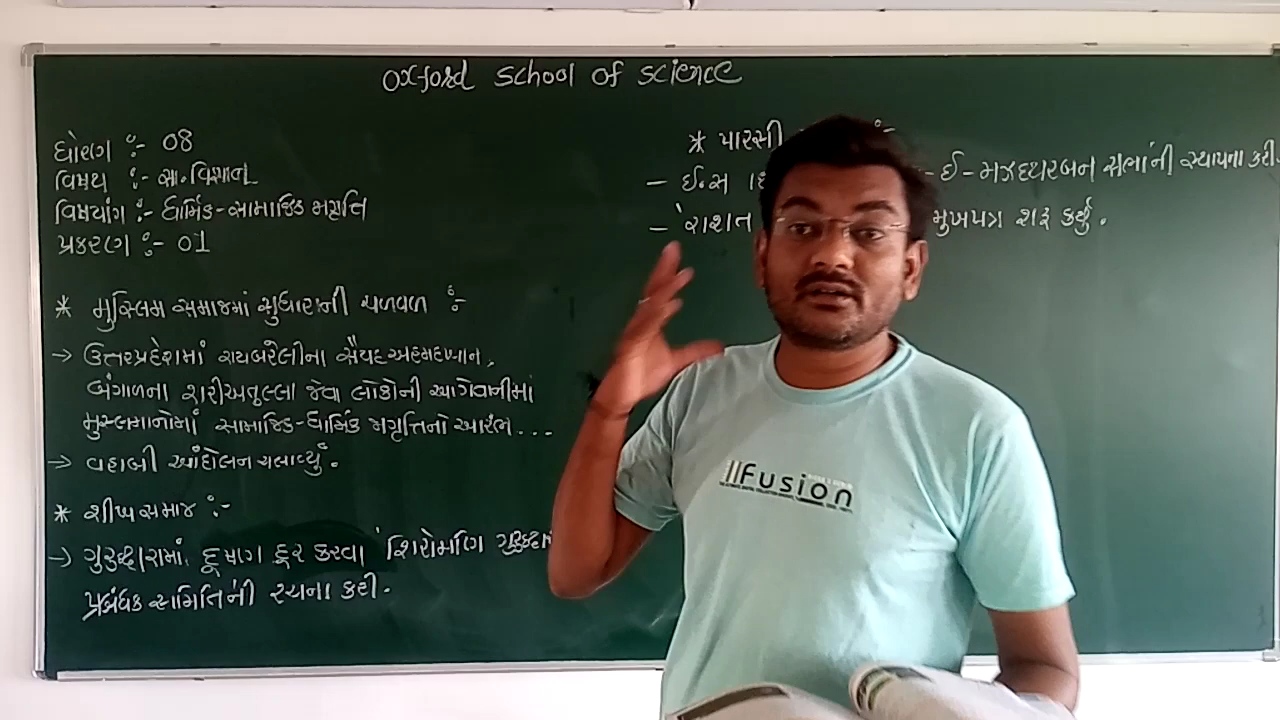 Oxford School of Science
ધોરણ :- 08
વિષય :- સા. વિજ્ઞાન
વિષયાંગ :- ધાર્મિક-સામાજિક જાગૃતિ
પ્રકરણ :- 01
* મુસ્લિમ સમાજમાં સુધારાની ચળવળ :-
→ ઉત્તરપ્રદેશમાં રાયબરેલીના સૈયદ અહમદખાન,
બંગાળના શરીઅતુલ્લા જેવા લોકોની આગેવાનીમાં
મુસ્લમાનોમાં સામાજિક-ધાર્મિક જાગૃતિનો આરંભ...
→ વહાબી આંદોલન ચલાવ્યું.
* શીખ સમાજ :-
→ ગુરુદ્વારામાં દૂષણ દૂર કરવા 'શિરોમણિ
પ્રબંધક સમિતિ'ની રચના કરી.
* પારસી :-
- ઈ.સ - ઈ - મઝદયરબન સભા'ની સ્થાપના કરી.
- 'રાશત મુખપત્ર શરૂ કર્યું.
Fusion